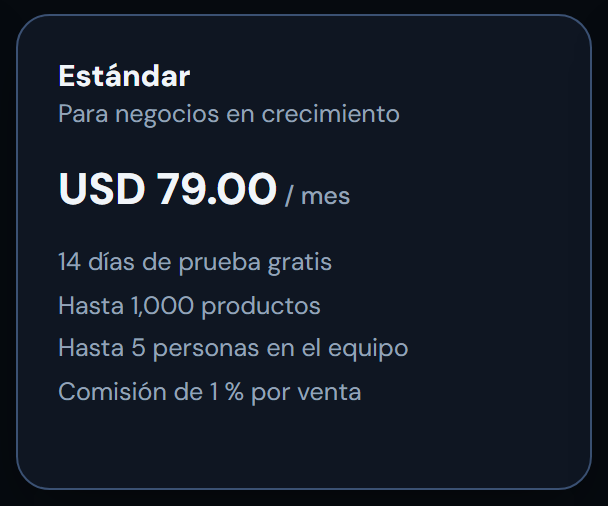 Estándar
Para negocios en crecimiento
USD 79.00 / mes
14 días de prueba gratis
Hasta 1,000 productos
Hasta 5 personas en el equipo
Comisión de 1 % por venta